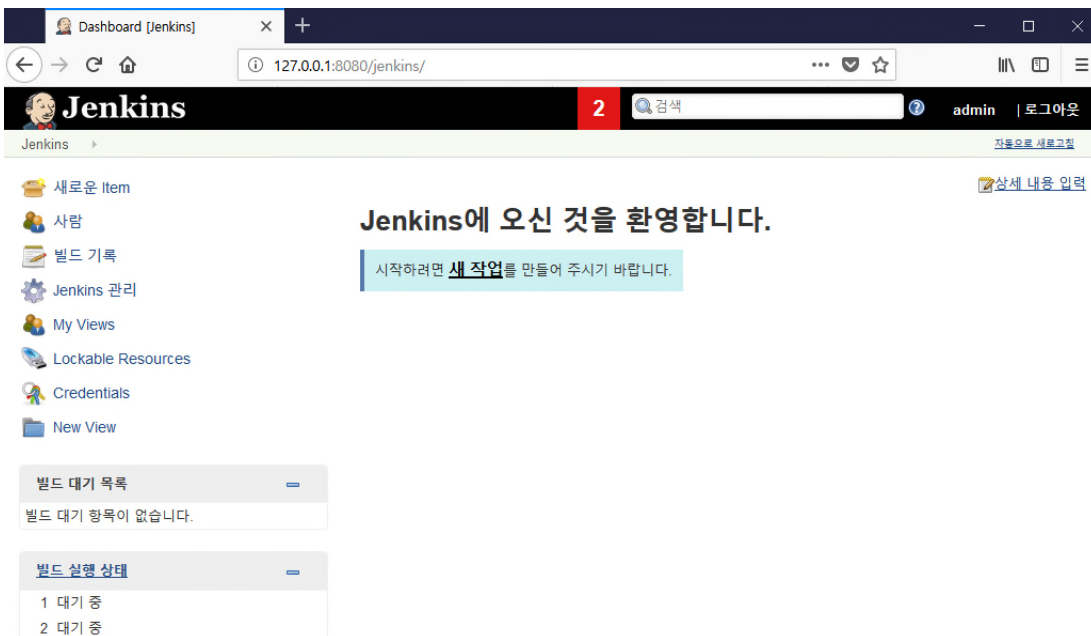 Dashboard [Jenkins]
127.0.0.1:8080/jenkins/
Jenkins
2
검색
admin
| 로그아웃
Jenkins
자동으로 새로고침
새로운 Item
사람
빌드 기록
Jenkins 관리
My Views
Lockable Resources
Credentials
New View
빌드 대기 목록
빌드 대기 항목이 없습니다.
빌드 실행 상태
1 대기 중
2 대기 중
상세 내용 입력
Jenkins에 오신 것을 환영합니다.
시작하려면 새 작업를 만들어 주시기 바랍니다.